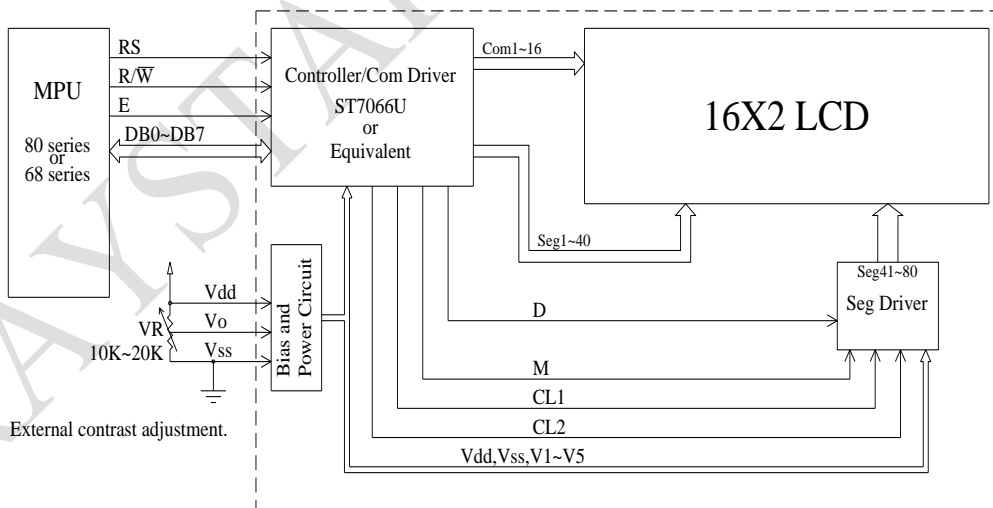 RS
R/W̅
E
DB0~DB7
MPU
80 series
or
68 series
Controller/Com Driver
ST7066U
or
Equivalent
Com1~16
16X2 LCD
Seg1~40
Seg41~80
Seg Driver
Vdd
Vo
Vss
VR
10K~20K
Bias and
Power Circuit
D
M
CL1
CL2
Vdd,Vss,V1~V5
External contrast adjustment.